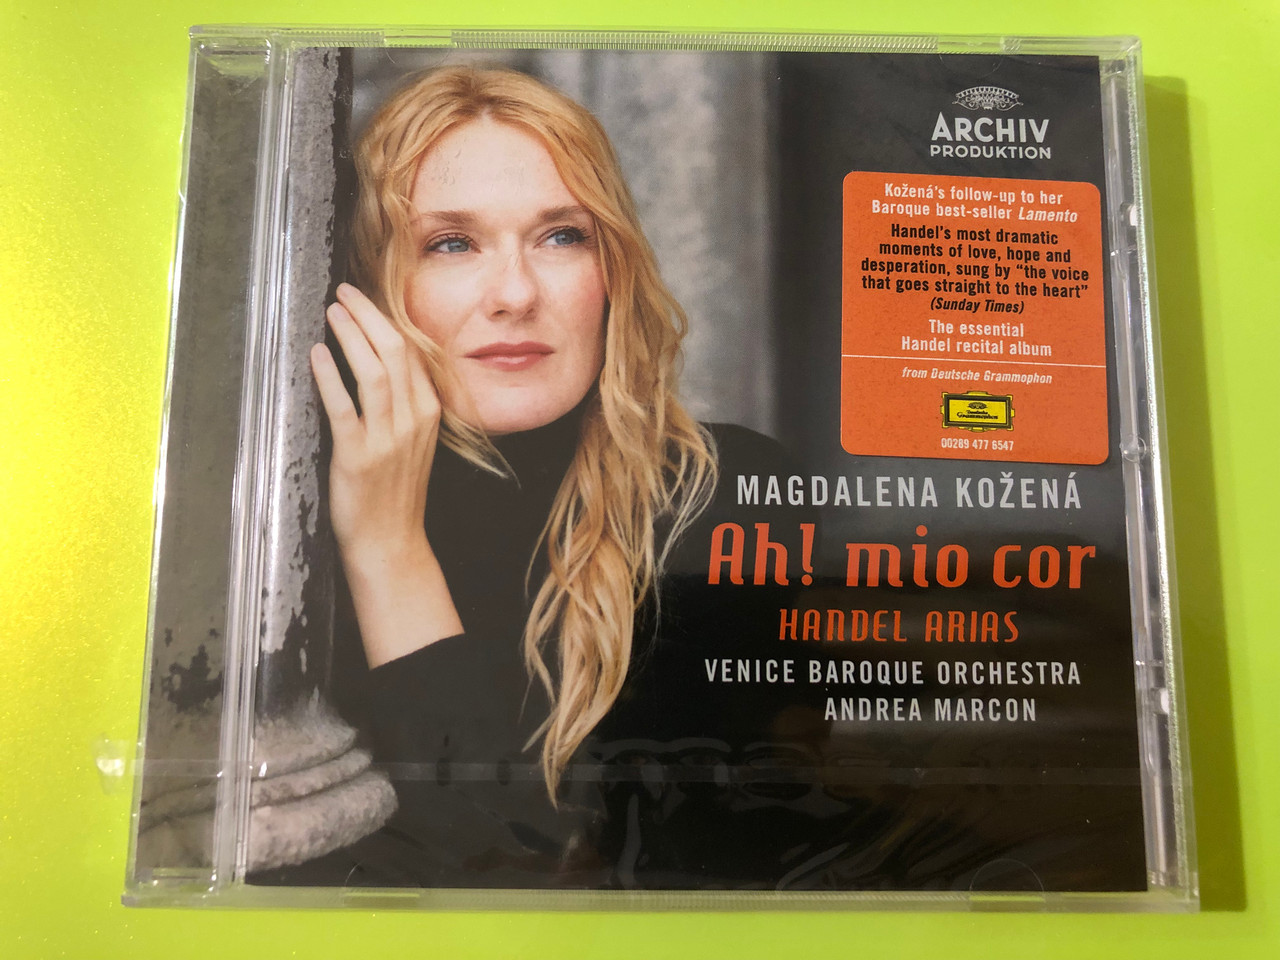 ARCHIV
PRODUKTION
Kožená's follow-up to her
Baroque best-seller Lamento
Handel's most dramatic
moments of love, hope and
desperation, sung by “the voice
that goes straight to the heart”
(Sunday Times)
The essential
Handel recital album
from Deutsche Grammophon
Deutsche
Grammophon
00289 477 6547
MAGDALENA KOŽENÁ
Ah! mio cor
HANDEL ARIAS
VENICE BAROQUE ORCHESTRA
ANDREA MARCON